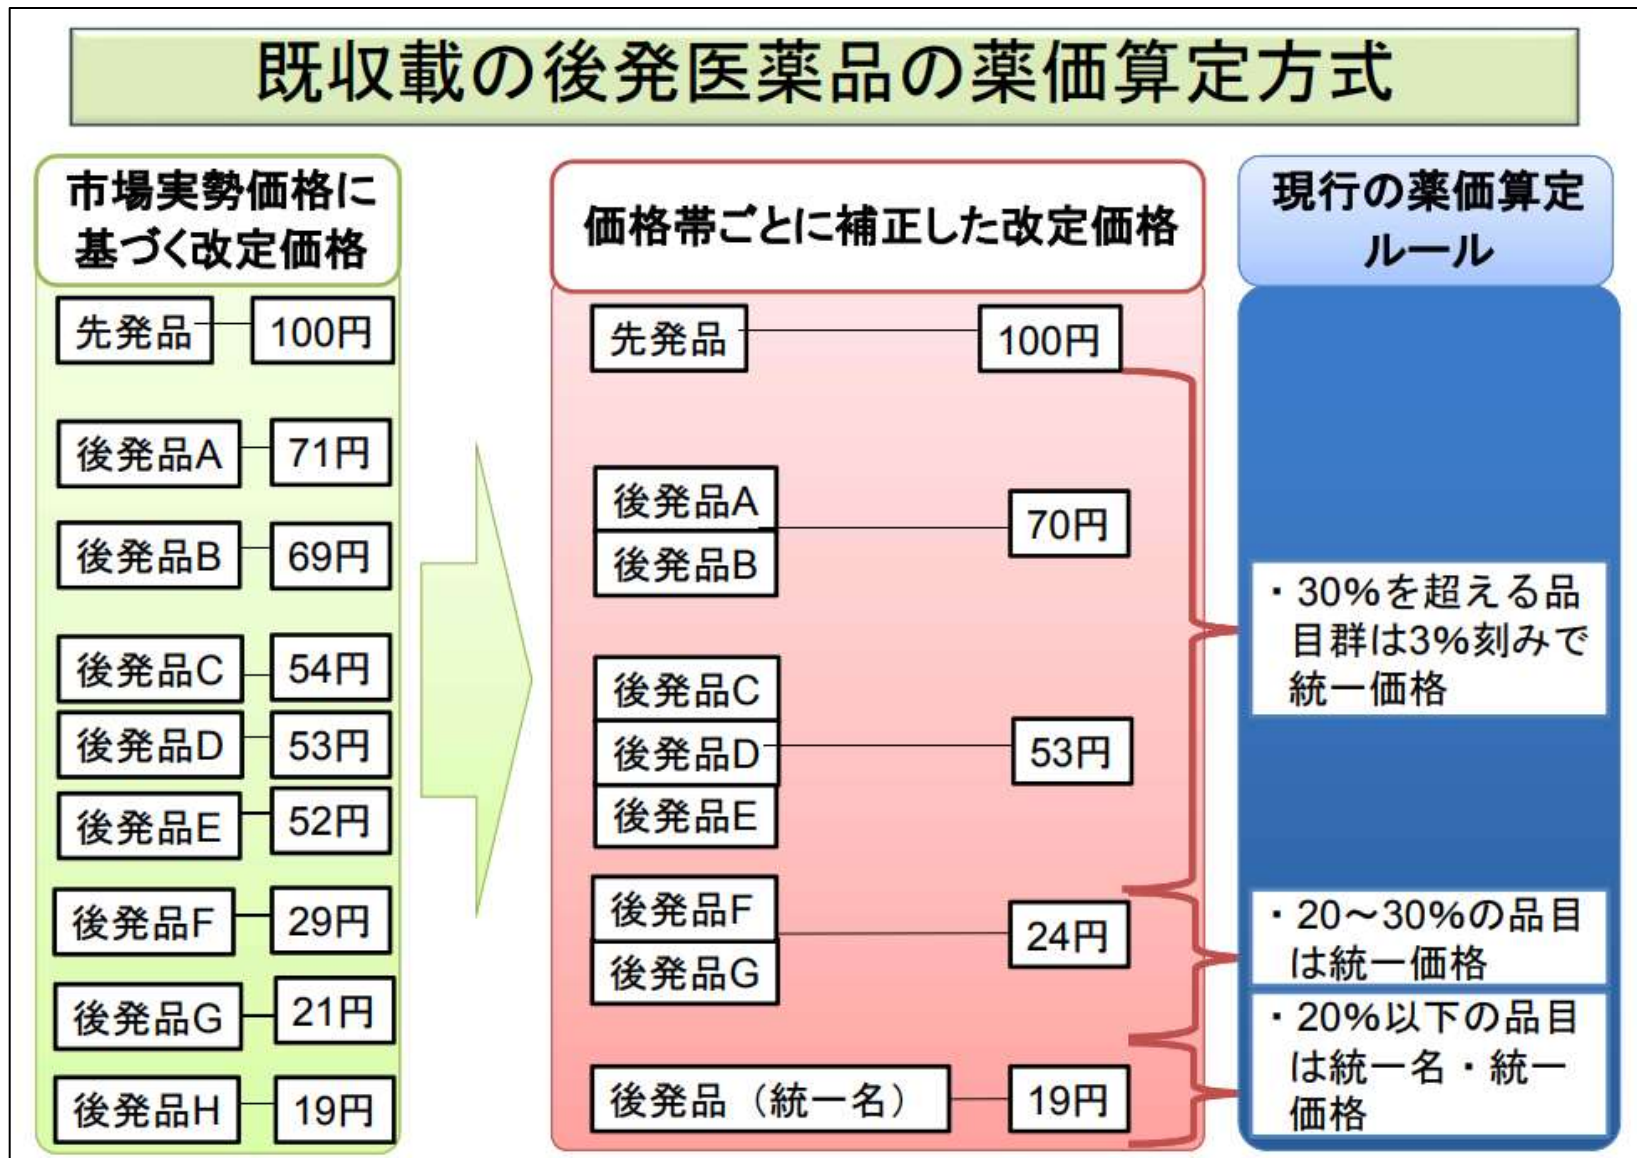 既収載の後発医薬品の薬価算定方式
市場実勢価格に
基づく改定価格
先発品 100円
後発品A 71円
後発品B 69円
後発品C 54円
後発品D 53円
後発品E 52円
後発品F 29円
後発品G 21円
後発品H 19円
価格帯ごとに補正した改定価格
先発品 100円
後発品A
後発品B
70円
後発品C
後発品D
後発品E
53円
後発品F
後発品G
24円
後発品（統一名） 19円
現行の薬価算定
ルール
・30%を超える品
目群は3%刻みで
統一価格
・20～30%の品目
は統一価格
・20%以下の品目
は統一名・統一
価格